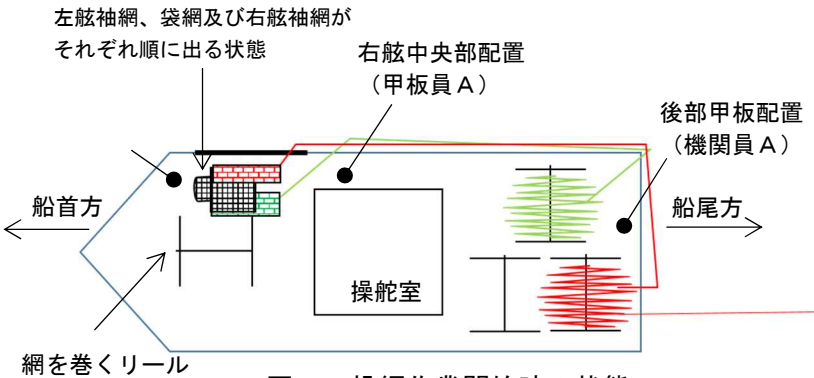 左舷袖網、袋網及び右舷袖網が
それぞれ順に出る状態
右舷中央部配置
（甲板員Ａ）
後部甲板配置
（機関員Ａ）
船首方
船尾方
操舵室
網を巻くリール